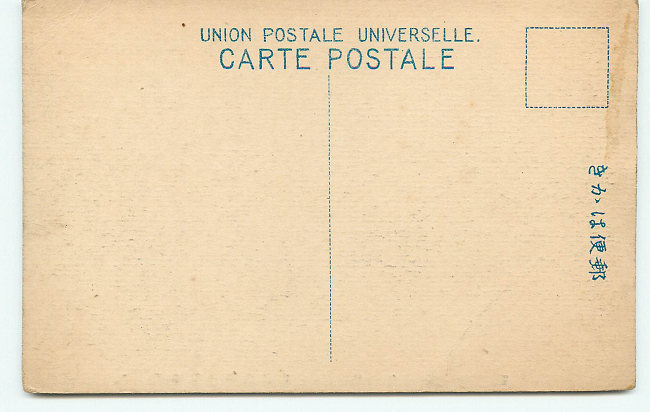 UNION POSTALE UNIVERSELLE.
CARTE POSTALE
郵便はがき